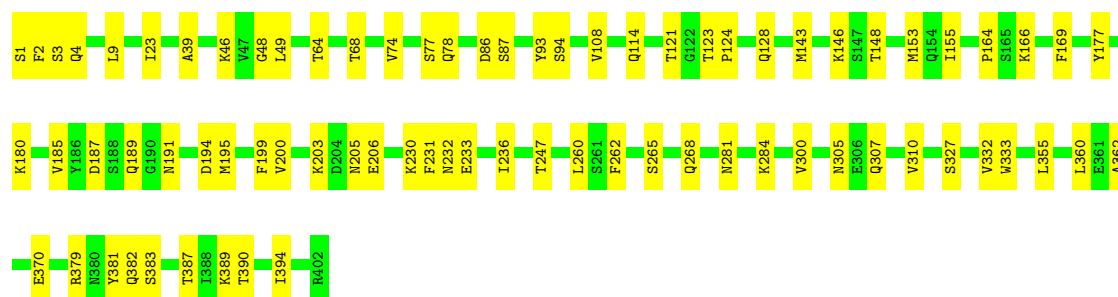 S1 F2 S3 Q4 L9 I23 A39 K46 V47 G48 L49 T64 T68 V74 S77 Q78 D86 S87 Y93 S94 V108 Q114 T121 G122 T123 P124 Q128 M143 K146 S147 T148 M153 Q154 I155 P164 S165 K166 F169 Y177
K180 V185 Y186 D187 S188 Q189 G190 N191 D194 M195 F199 V200 K203 D204 N205 E206 K230 F231 N232 E233 I236 T247 L260 S261 F262 S265 Q268 N281 K284 V300 N305 E306 Q307 V310 S327 V332 W333 L355 L360 E361 A362
E370 R379 N380 Y381 Q382 S383 T387 I388 K389 T390 I394 R402